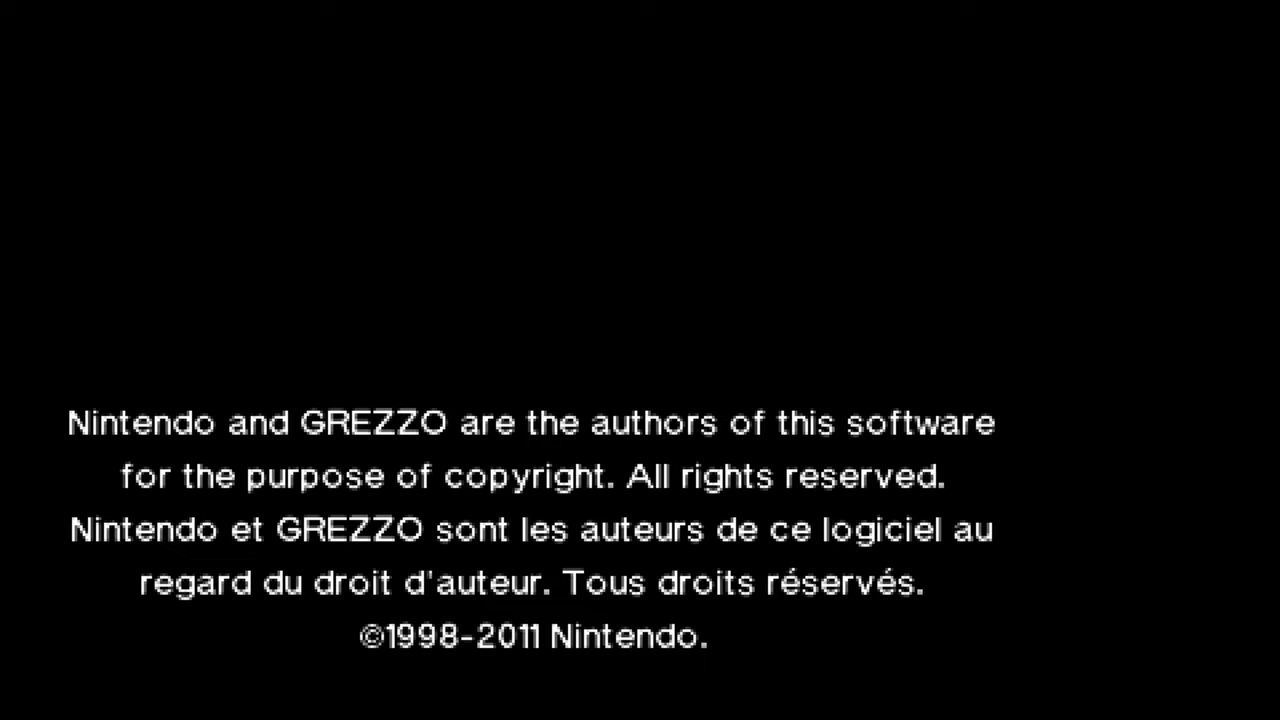 Nintendo and GREZZO are the authors of this software
for the purpose of copyright. All rights reserved.
Nintendo et GREZZO sont les auteurs de ce logiciel au
regard du droit d'auteur. Tous droits réservés.
©1998-2011 Nintendo.